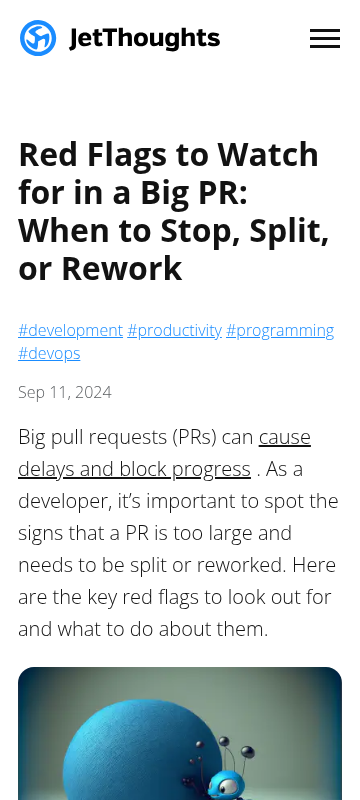 JetThoughts
Red Flags to Watch
for in a Big PR:
When to Stop, Split,
or Rework
#development #productivity #programming
#devops
Sep 11, 2024
Big pull requests (PRs) can cause
delays and block progress . As a
developer, it’s important to spot the
signs that a PR is too large and
needs to be split or reworked. Here
are the key red flags to look out for
and what to do about them.